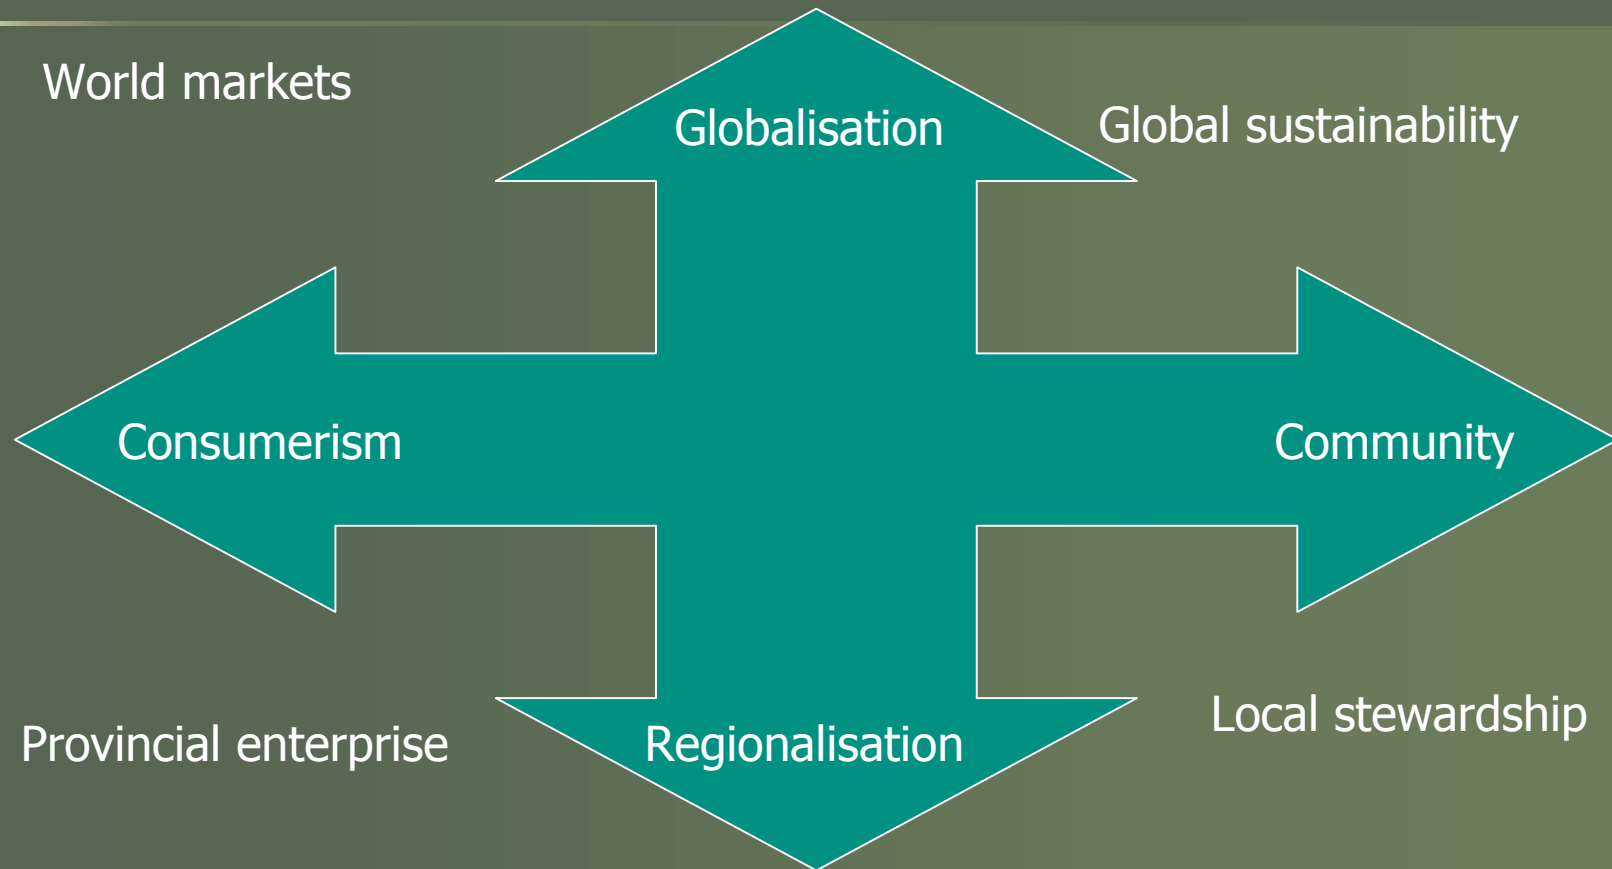 World markets
Globalisation
Global sustainability
Consumerism
Community
Provincial enterprise
Regionalisation
Local stewardship